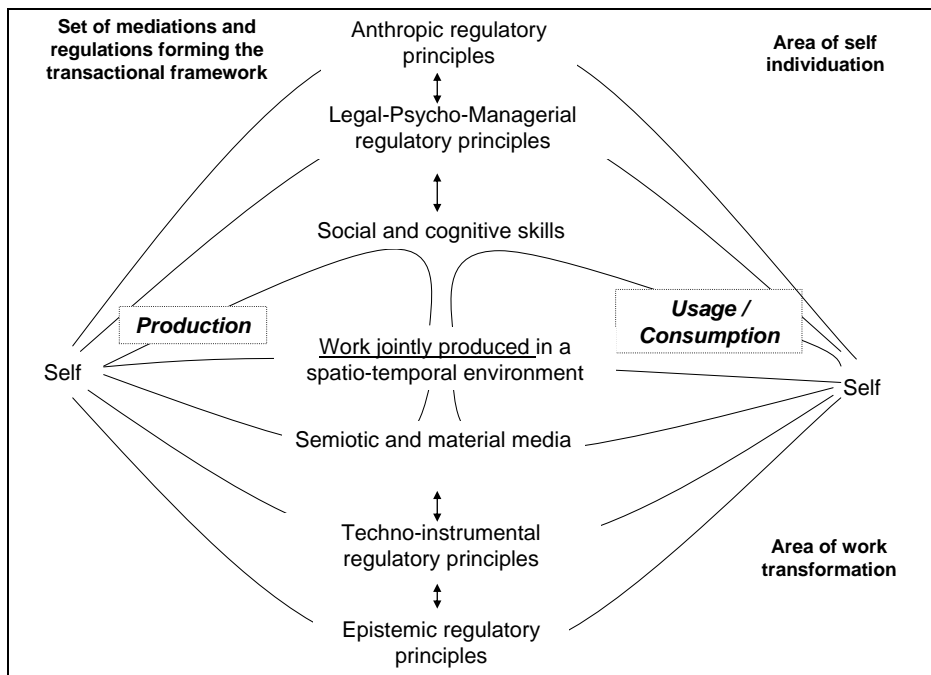 Set of mediations and
regulations forming the
transactional framework
Anthropic regulatory
principles
Area of self
individuation
Legal-Psycho-Managerial
regulatory principles
Social and cognitive skills
Production
Usage /
Consumption
Self
Work jointly produced in a
spatio-temporal environment
Self
Semiotic and material media
Techno-instrumental
regulatory principles
Area of work
transformation
Epistemic regulatory
principles